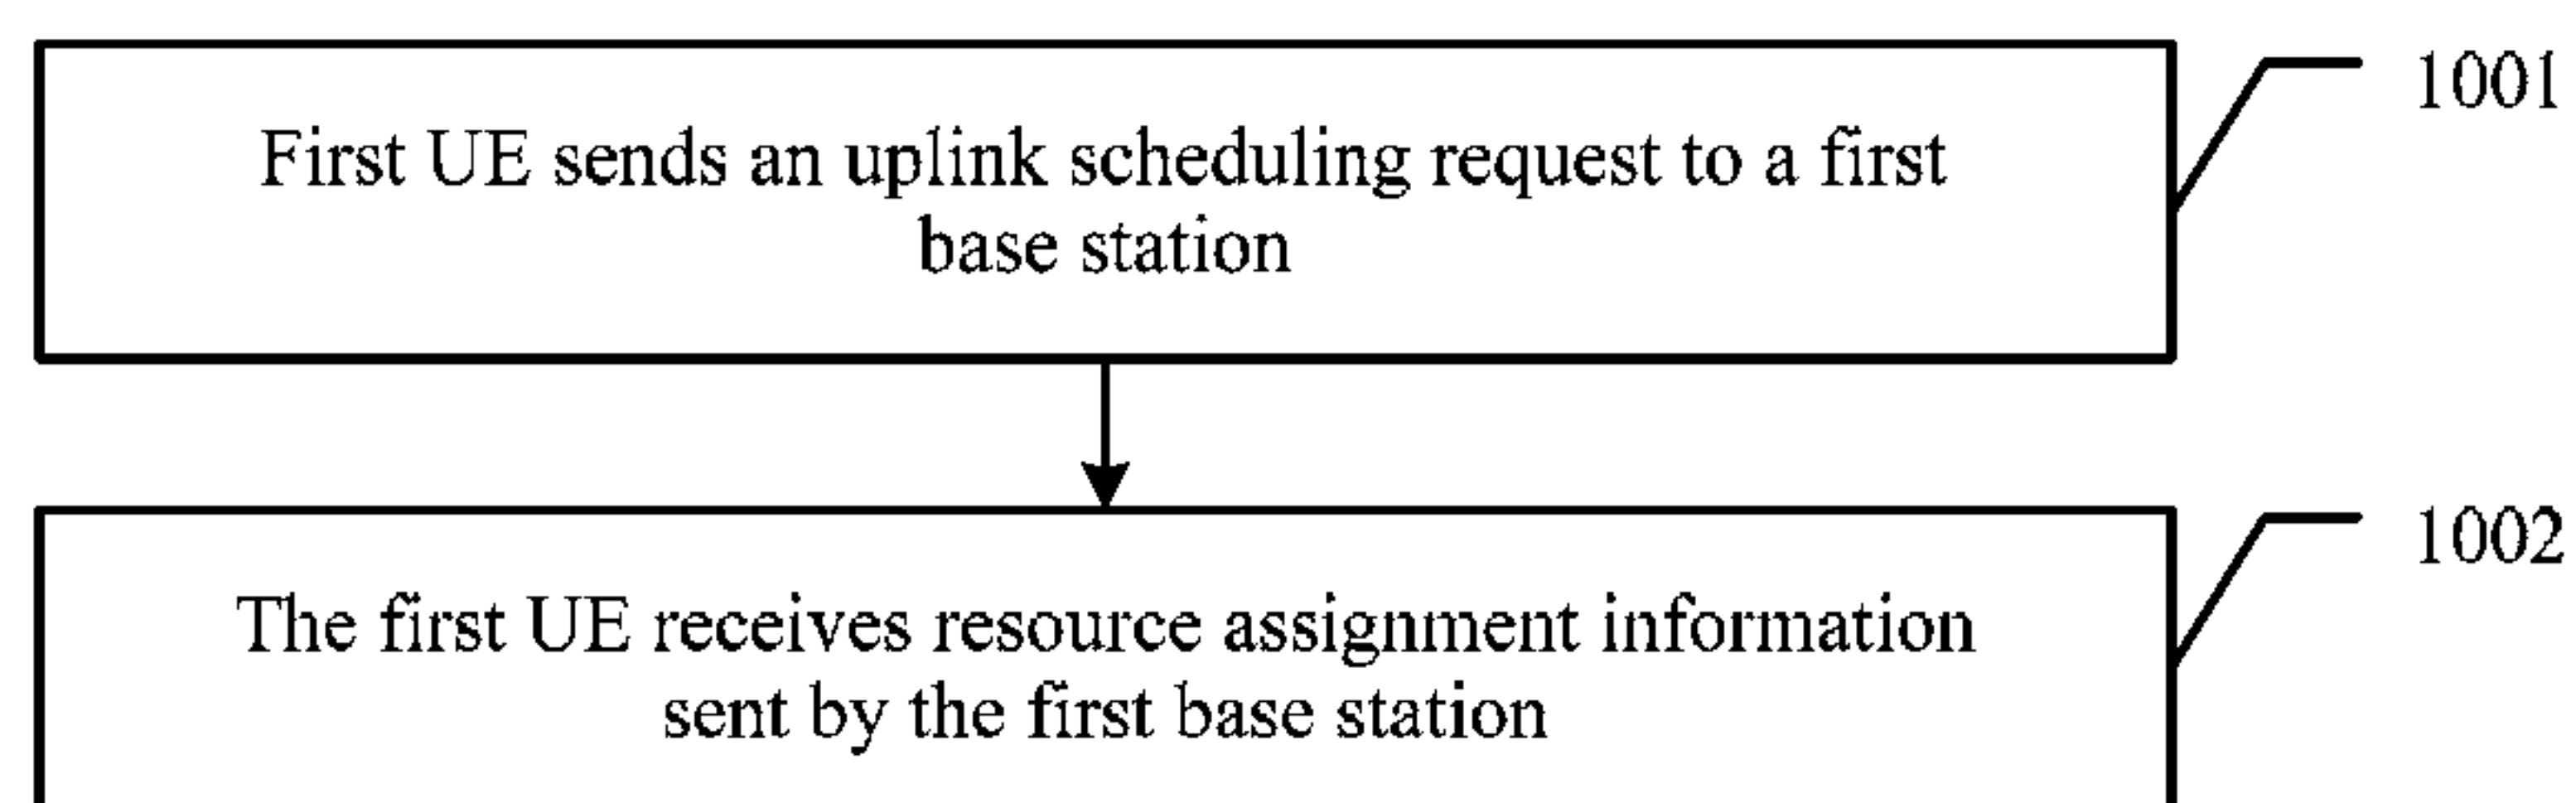 1001
First UE sends an uplink scheduling request to a first
base station
1002
The first UE receives resource assignment information
sent by the first base station